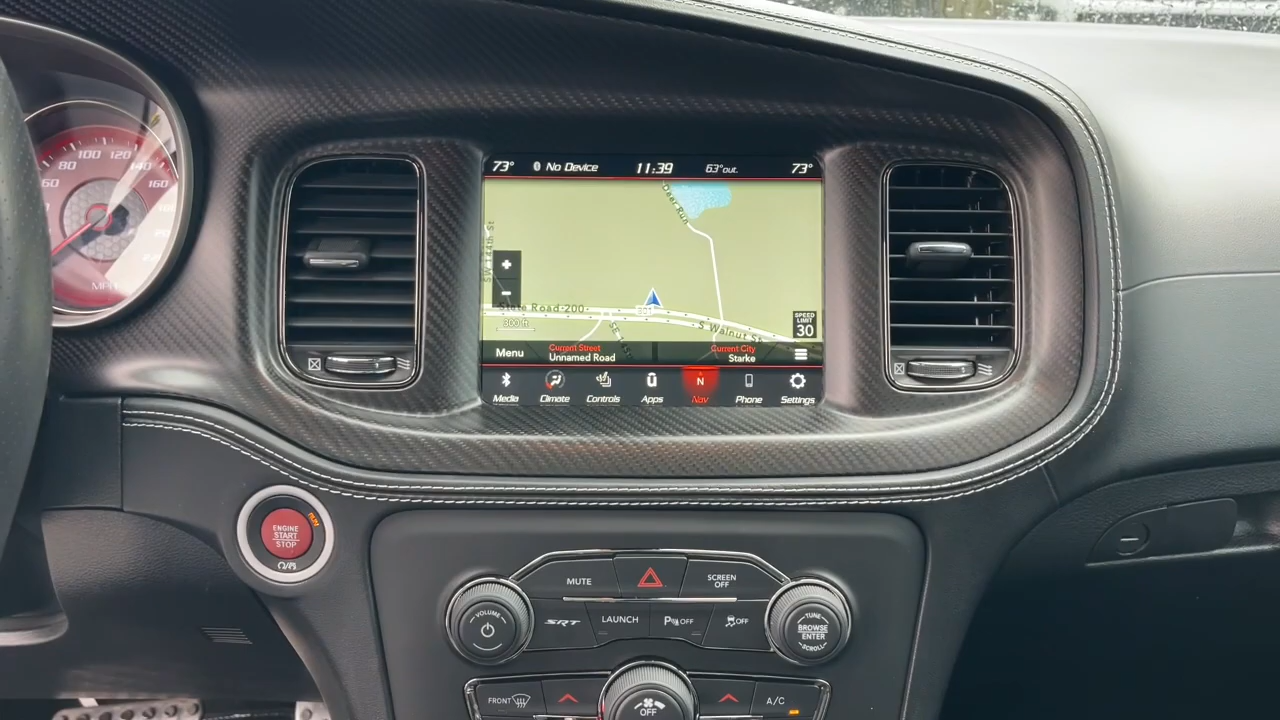 73° No Device 11:39 63°out. 73°
Deer Run
SW 144th St
+
−
State Road 200
301
300 ft
S Walnut St
SPEED
LIMIT
30
Menu
Current Street
Unnamed Road
Current City
Starke
N
Media Climate Controls Apps Nav Phone Settings
60 80 100 120 140 160
MPH
ENGINE
START
STOP
RUN
MUTE
SCREEN
OFF
VOLUME
SRT
LAUNCH
P OFF
OFF
TUNE
BROWSE
ENTER
SCROLL
FRONT
OFF
A/C